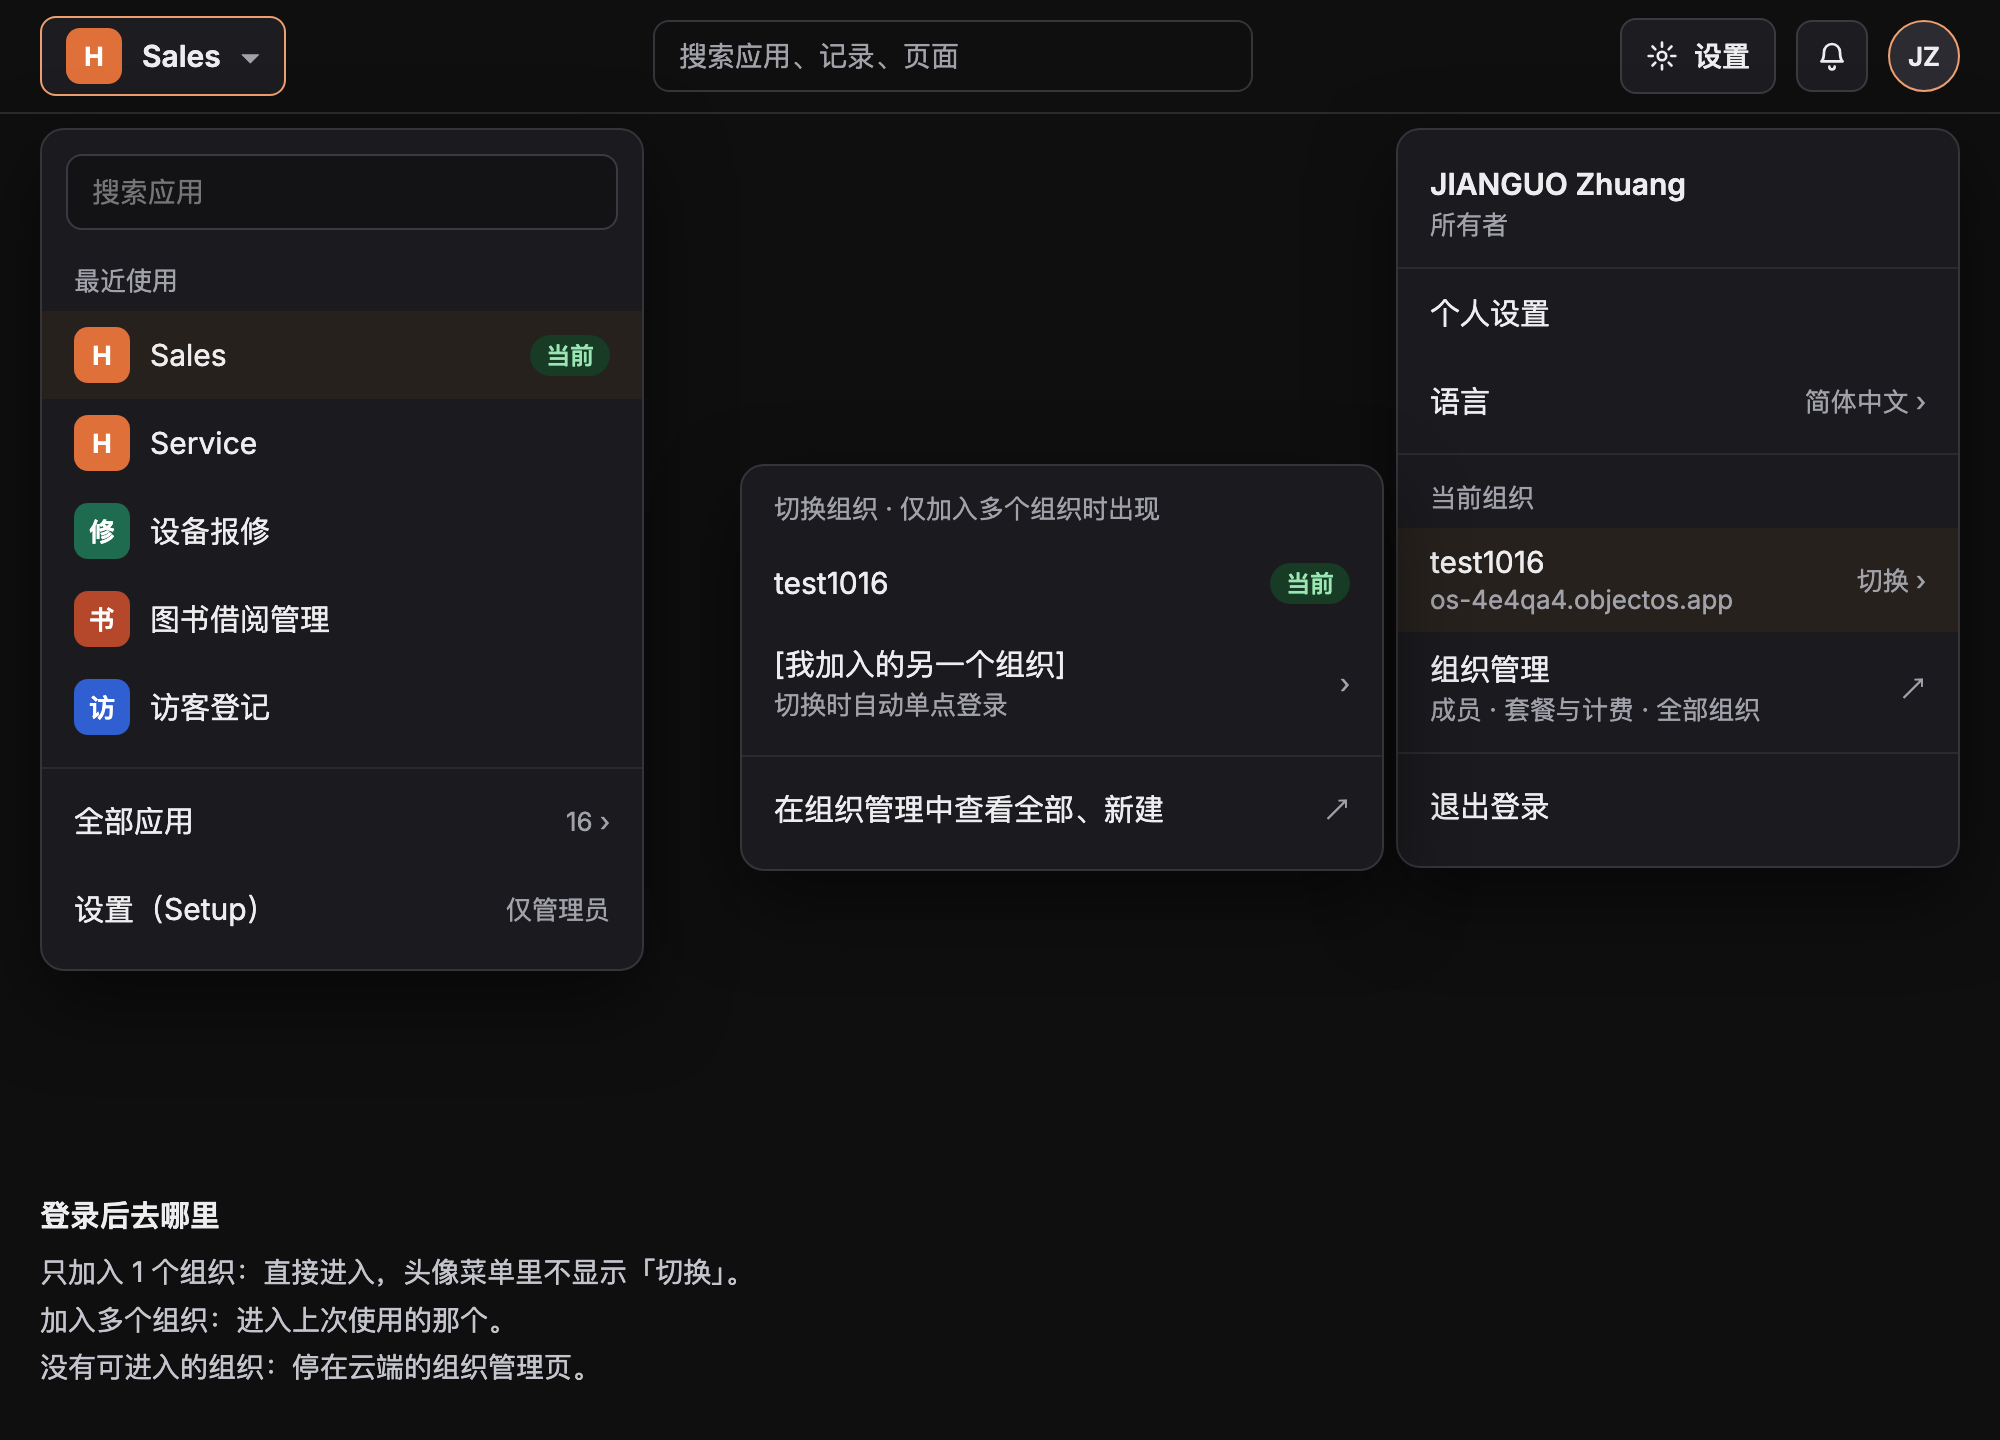 H Sales
搜索应用、记录、页面
设置
JZ
搜索应用
最近使用
H Sales 当前
H Service
修 设备报修
书 图书借阅管理
访 访客登记
全部应用 16 ›
设置（Setup） 仅管理员
切换组织 · 仅加入多个组织时出现
test1016 当前
[我加入的另一个组织] ›
切换时自动单点登录
在组织管理中查看全部、新建 ↗
JIANGUO Zhuang
所有者
个人设置
语言 简体中文 ›
当前组织
test1016
os-4e4qa4.objectos.app
切换 ›
组织管理 ↗
成员 · 套餐与计费 · 全部组织
退出登录
登录后去哪里
只加入 1 个组织：直接进入，头像菜单里不显示「切换」。
加入多个组织：进入上次使用的那个。
没有可进入的组织：停在云端的组织管理页。